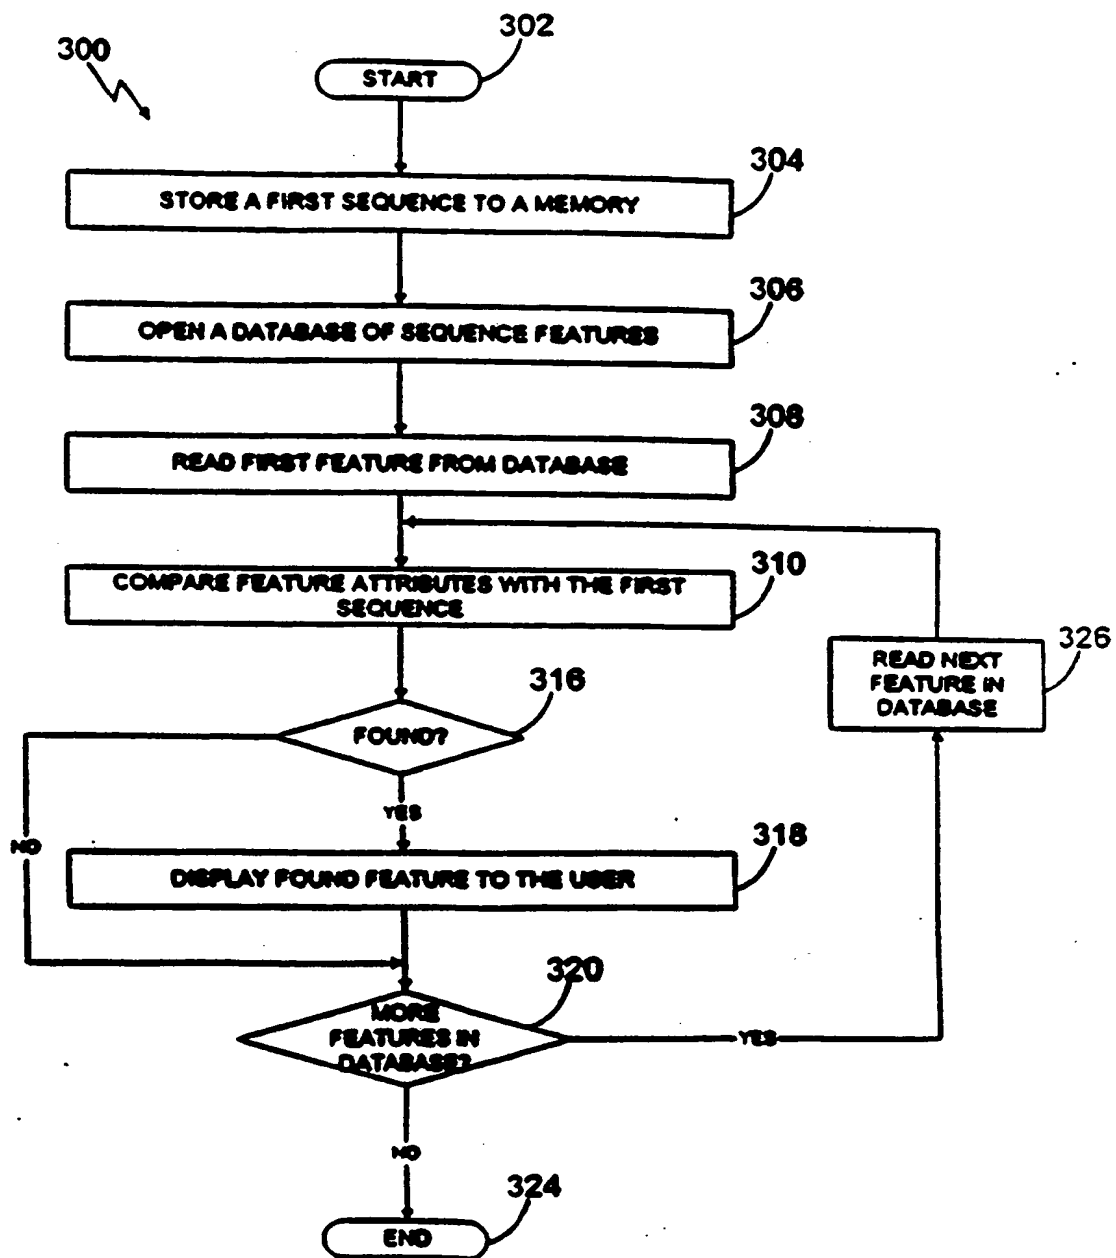 302
300
START
304
STORE A FIRST SEQUENCE TO A MEMORY
306
OPEN A DATABASE OF SEQUENCE FEATURES
308
READ FIRST FEATURE FROM DATABASE
310
COMPARE FEATURE ATTRIBUTES WITH THE FIRST
SEQUENCE
326
READ NEXT
FEATURE IN
DATABASE
316
FOUND?
YES
NO
318
DISPLAY FOUND FEATURE TO THE USER
320
MORE
FEATURES IN
DATABASE?
YES
NO
324
END